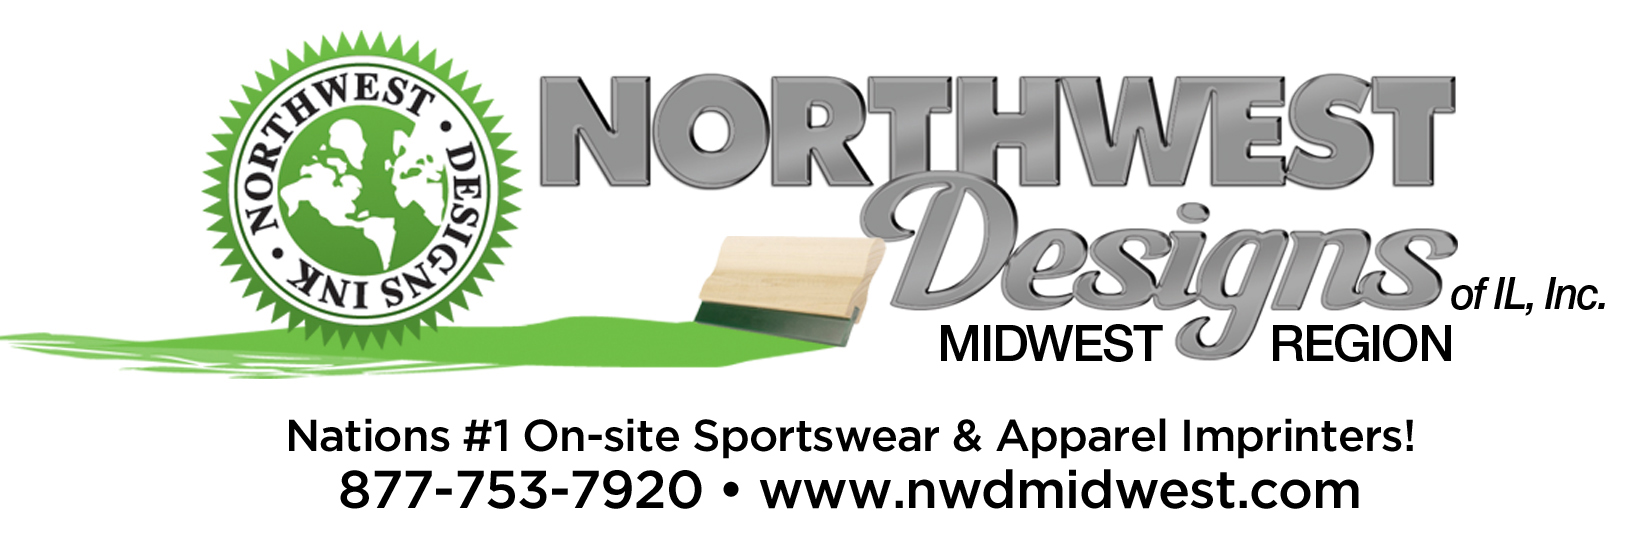 NORTHWEST • DESIGNS INK •
NORTHWEST
Designs
of IL, Inc.
MIDWEST REGION
Nations #1 On-site Sportswear & Apparel Imprinters!
877-753-7920 • www.nwdmidwest.com